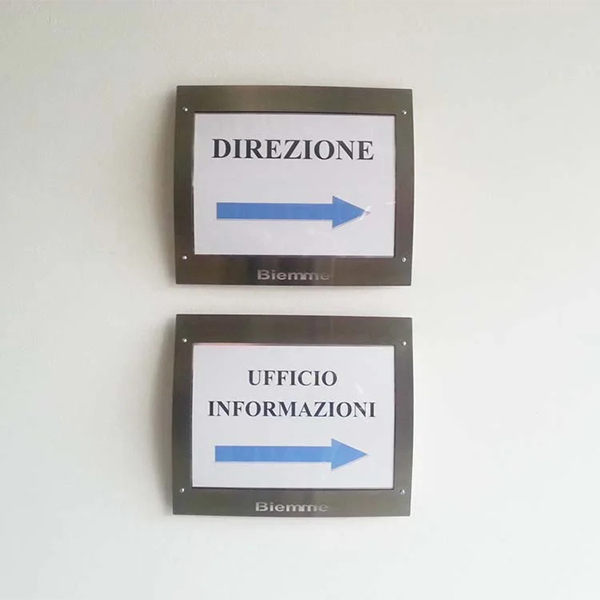 DIREZIONE
Biemme
UFFICIO
INFORMAZIONI
Biemme